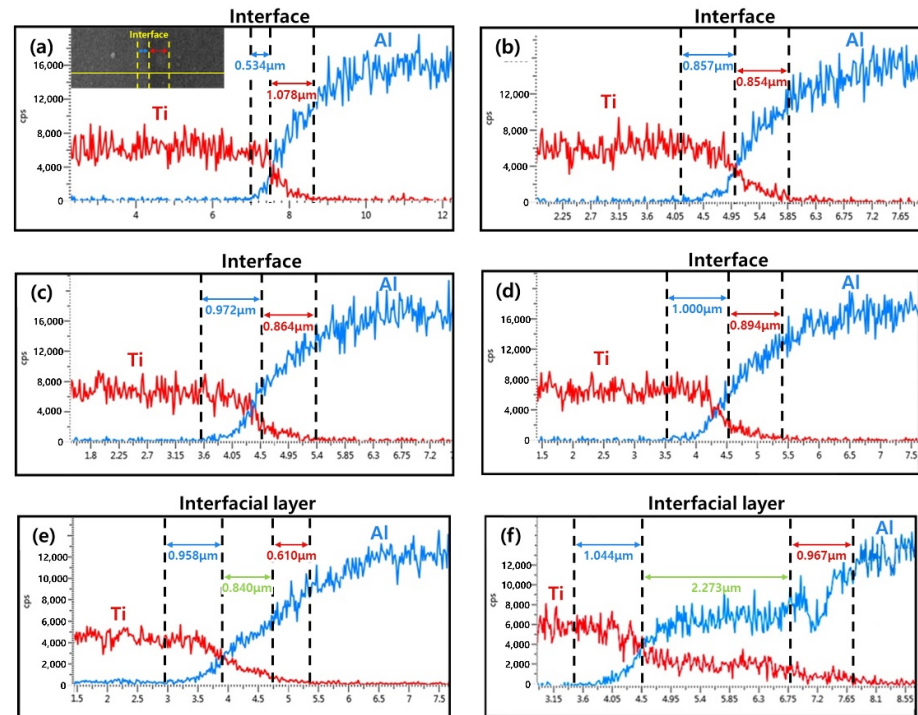 Interface
(a)
Interface
Al
16,000
0.534μm
12,000
1.078μm
cps
Ti
8,000
4,000
0
4 6 8 10 12
Interface
(b)
Al
0.857μm
0.854μm
12,000
cps
Ti
8,000
4,000
0
2.25 2.7 3.15 3.6 4.05 4.5 4.95 5.4 5.85 6.3 6.75 7.2 7.65
Interface
(c)
Al
20,000
0.972μm
16,000
0.864μm
12,000
cps
Ti
8,000
4,000
0
1.8 2.25 2.7 3.15 3.6 4.05 4.5 4.95 5.4 5.85 6.3 6.75 7.2
Interface
(d)
Al
20,000
1.000μm
16,000
0.894μm
12,000
cps
Ti
8,000
4,000
0
1.5 2 2.5 3 3.5 4 4.5 5 5.5 6 6.5 7 7.5
Interfacial layer
(e)
Al
14,000
12,000
0.958μm
0.610μm
10,000
0.840μm
cps
8,000
Ti
6,000
4,000
2,000
0
1.5 2 2.5 3 3.5 4 4.5 5 5.5 6 6.5 7 7.5
Interfacial layer
(f)
Al
14,000
12,000
1.044μm
0.967μm
10,000
2.273μm
cps
8,000
Ti
6,000
4,000
2,000
0
3.15 3.6 4.05 4.5 4.95 5.4 5.85 6.3 6.75 7.2 7.65 8.1 8.55